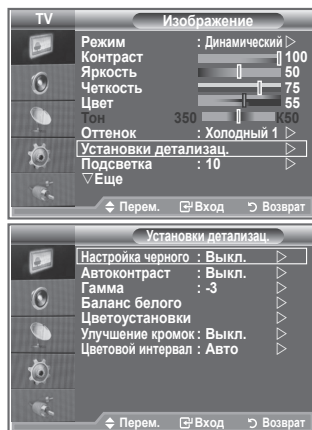 TV Изображение
Режим : Динамический
Контраст 100
Яркость 50
Четкость 75
Цвет 55
Тон З50 К50
Оттенок : Холодный 1
Установки детализац.
Подсветка : 10
▽Еще
Перем. Вход Возврат
Установки детализац.
Настройка черного : Выкл.
Автоконтраст : Выкл.
Гамма : -3
Баланс белого
Цветоустановки
Улучшение кромок : Выкл.
Цветовой интервал : Авто
Перем. Вход Возврат